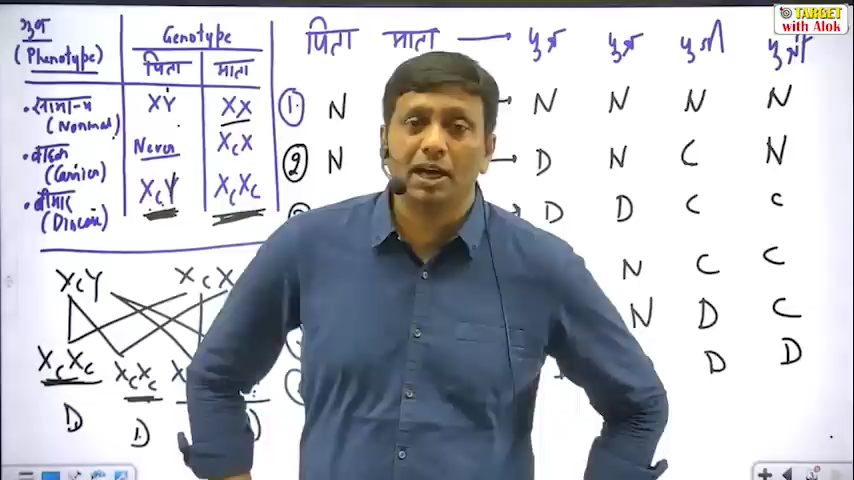 TARGET
with Alok
गुण
(Phenotype)
Genotype
पिता माता
• सामान्य XY XX
(Normal)
• वाहक Never XcX
(Carrier)
• बीमार XcY XcXc
(Disease)
पिता माता → पुत्र पुत्र पुत्री पुत्री
① N → N N N N
② N → D N C N
D D C C
N C C
N D C
D D
XcY XcX
XcXc XcXc
D D D